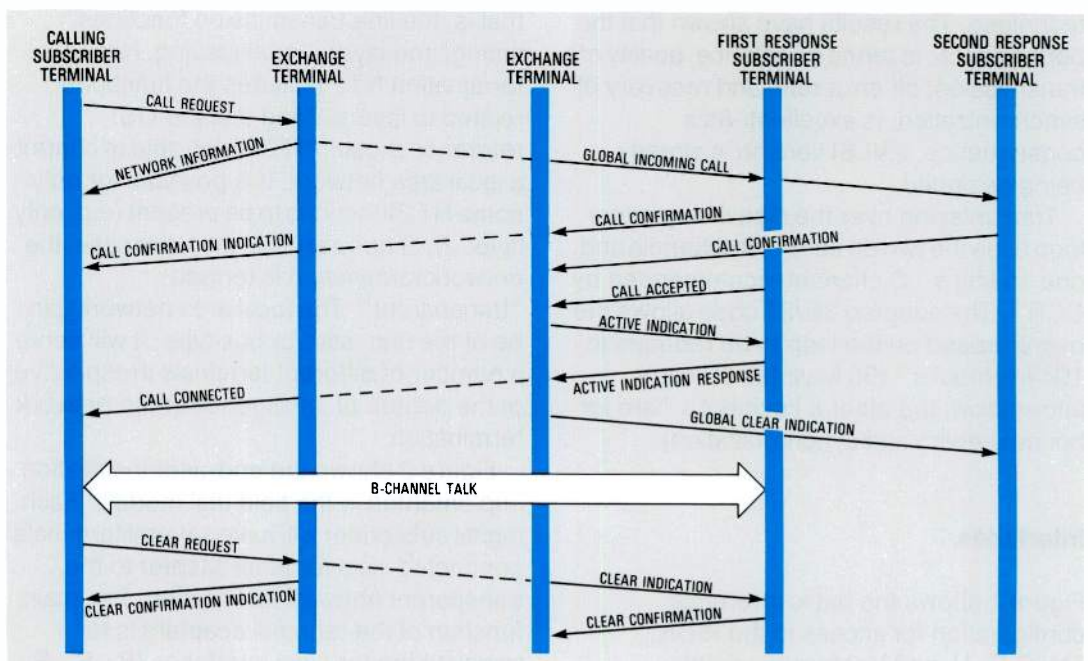 CALLING
SUBSCRIBER
TERMINAL
EXCHANGE
TERMINAL
EXCHANGE
TERMINAL
FIRST RESPONSE
SUBSCRIBER
TERMINAL
SECOND RESPONSE
SUBSCRIBER
TERMINAL
CALL REQUEST
NETWORK INFORMATION
GLOBAL INCOMING CALL
CALL CONFIRMATION
CALL CONFIRMATION INDICATION
CALL CONFIRMATION
CALL ACCEPTED
ACTIVE INDICATION
ACTIVE INDICATION RESPONSE
CALL CONNECTED
GLOBAL CLEAR INDICATION
B-CHANNEL TALK
CLEAR REQUEST
CLEAR INDICATION
CLEAR CONFIRMATION INDICATION
CLEAR CONFIRMATION